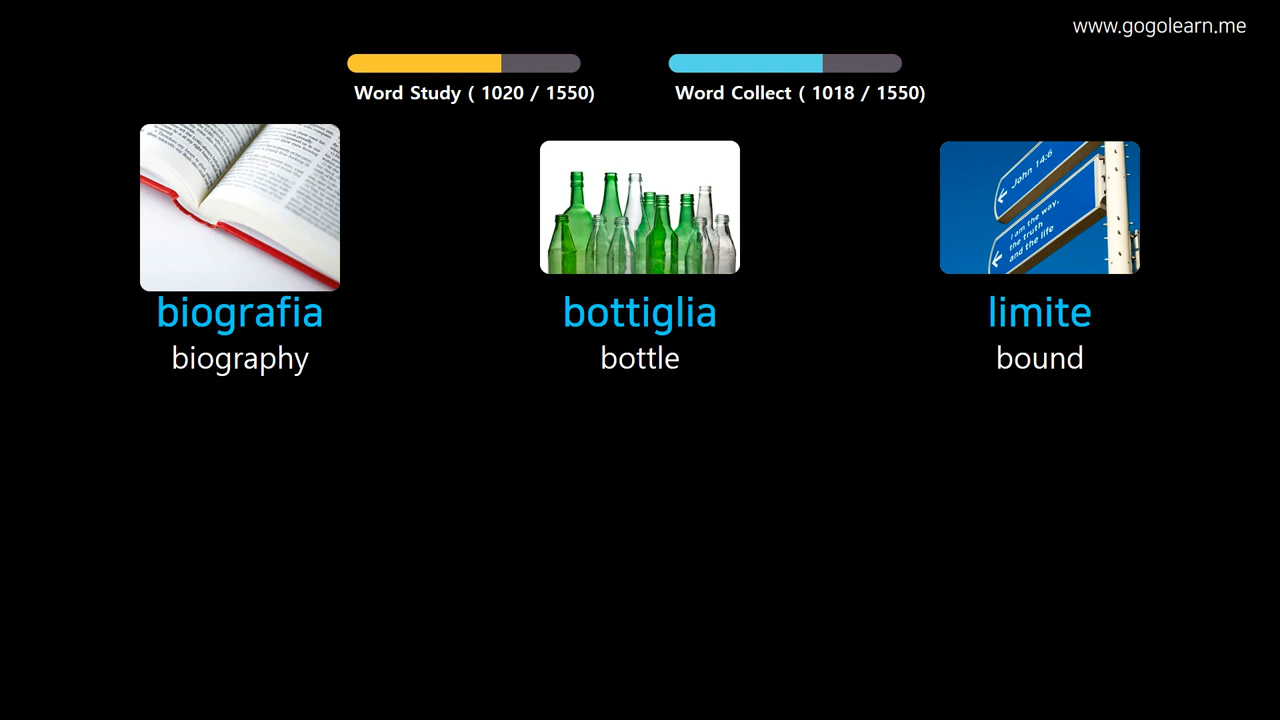 www.gogolearn.me
Word Study ( 1020 / 1550)
Word Collect ( 1018 / 1550)
John 14:6
I am the way,
the truth
and the life
biografia
bottiglia
limite
biography
bottle
bound